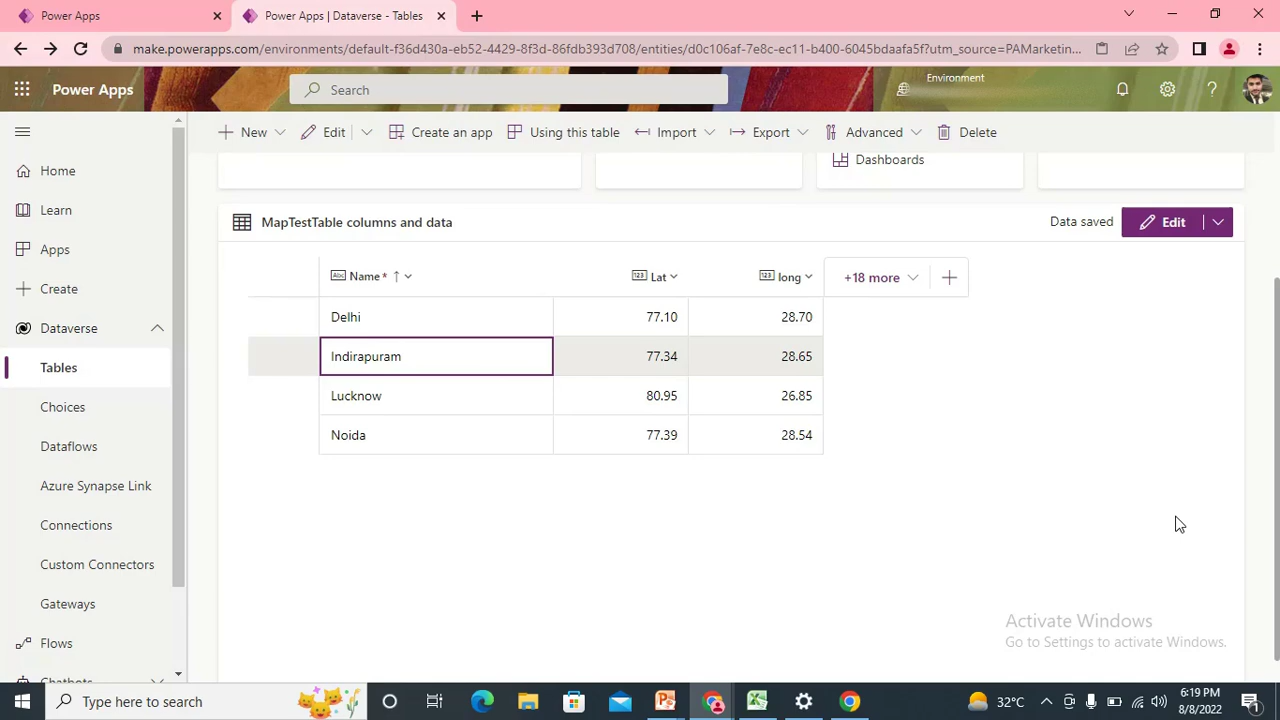 Power Apps
Power Apps | Dataverse - Tables
make.powerapps.com/environments/default-f36d430a-eb52-4429-8f3d-86fdb393d708/entities/d0c106af-7e8c-ec11-b400-6045bdaafa5f?utm_source=PAMarketin...
Power Apps
Search
Environment
New
Edit
Create an app
Using this table
Import
Export
Advanced
Delete
Home
Learn
Apps
Create
Dataverse
Tables
Choices
Dataflows
Azure Synapse Link
Connections
Custom Connectors
Gateways
Flows
Chatbots
Dashboards
MapTestTable columns and data
Data saved
Edit
Abc Name * ↑
123 Lat
123 long
+18 more
Delhi 77.10 28.70
Indirapuram 77.34 28.65
Lucknow 80.95 26.85
Noida 77.39 28.54
Activate Windows
Go to Settings to activate Windows.
Type here to search
32°C
6:19 PM
8/8/2022
1